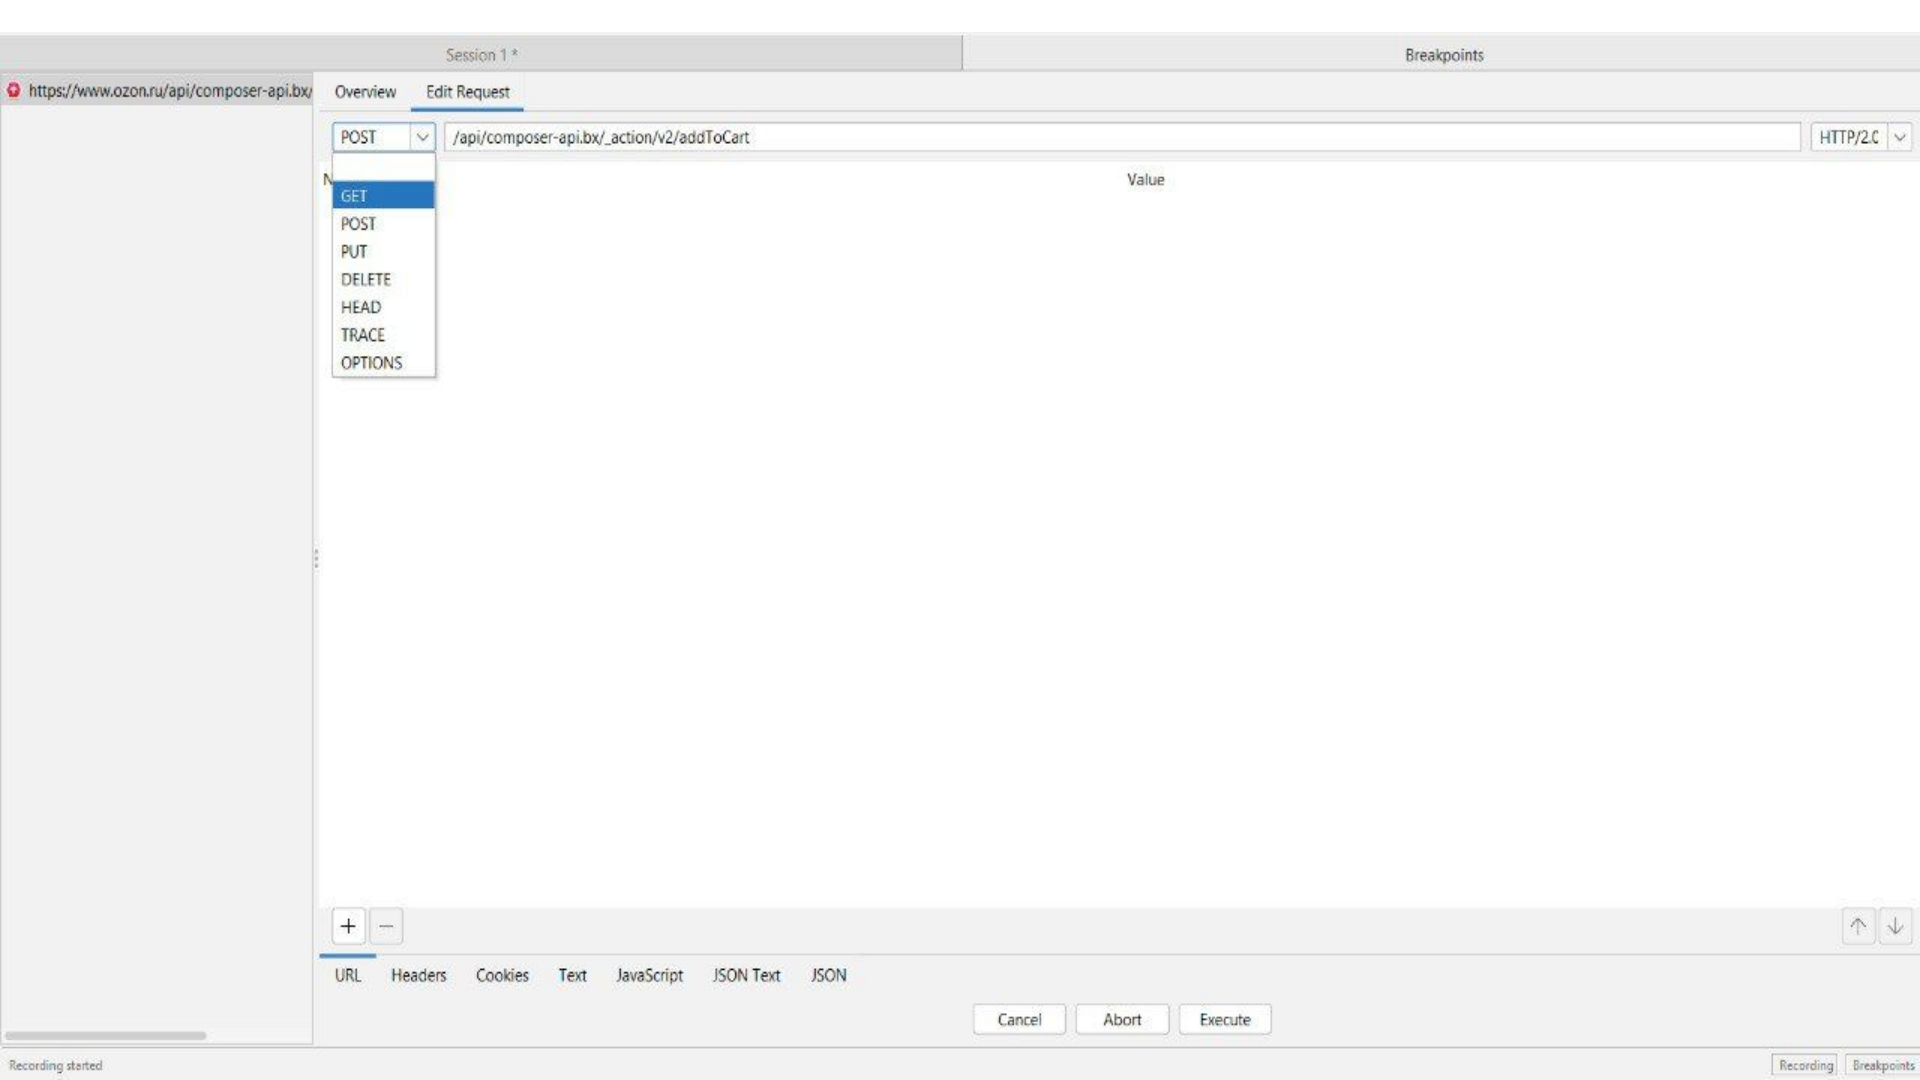 Session 1 *
Breakpoints
https://www.ozon.ru/api/composer-api.bx/
Overview
Edit Request
POST
/api/composer-api.bx/_action/v2/addToCart
HTTP/2.0
Value
GET
POST
PUT
DELETE
HEAD
TRACE
OPTIONS
URL
Headers
Cookies
Text
JavaScript
JSON Text
JSON
Cancel
Abort
Execute
Recording started
Recording
Breakpoints